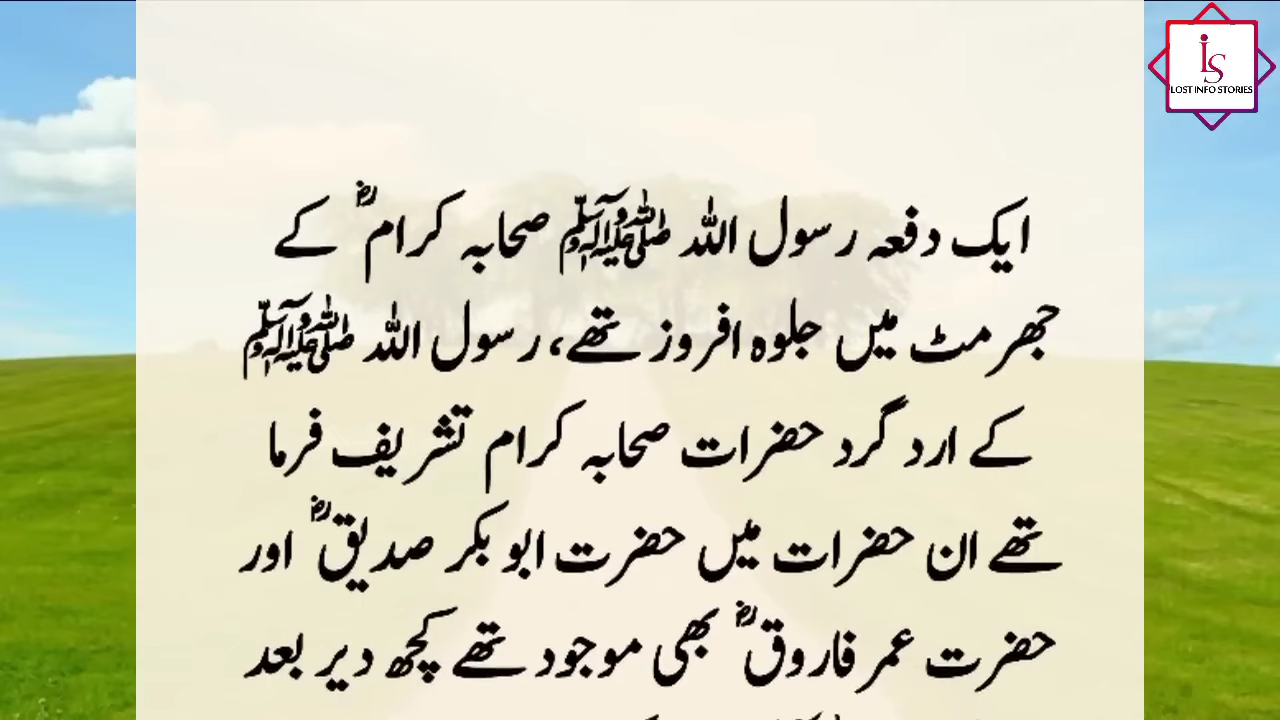 LS
LOST INFO STORIES
ایک دفعہ رسول اللہ ﷺ صحابہ کرامؓ کے
جھرمٹ میں جلوہ افروز تھے، رسول اللہ ﷺ
کے ارد گرد حضرات صحابہ کرام تشریف فرما
تھے ان حضرات میں حضرت ابو بکر صدیقؓ اور
حضرت عمر فاروقؓ بھی موجود تھے کچھ دیر بعد